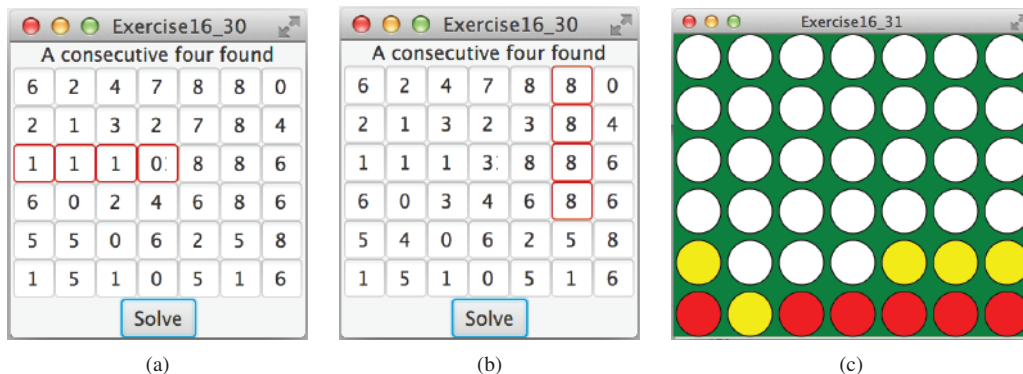 Exercise16_30
A consecutive four found
6 2 4 7 8 8 0
2 1 3 2 7 8 4
1 1 1 0: 8 8 6
6 0 2 4 6 8 6
5 5 0 6 2 5 8
1 5 1 0 5 1 6
Solve
(a)
Exercise16_30
A consecutive four found
6 2 4 7 8 8 0
2 1 3 2 3 8 4
1 1 1 3: 8 8 6
6 0 3 4 6 8 6
5 4 0 6 2 5 8
1 5 1 0 5 1 6
Solve
(b)
Exercise16_31
(c)